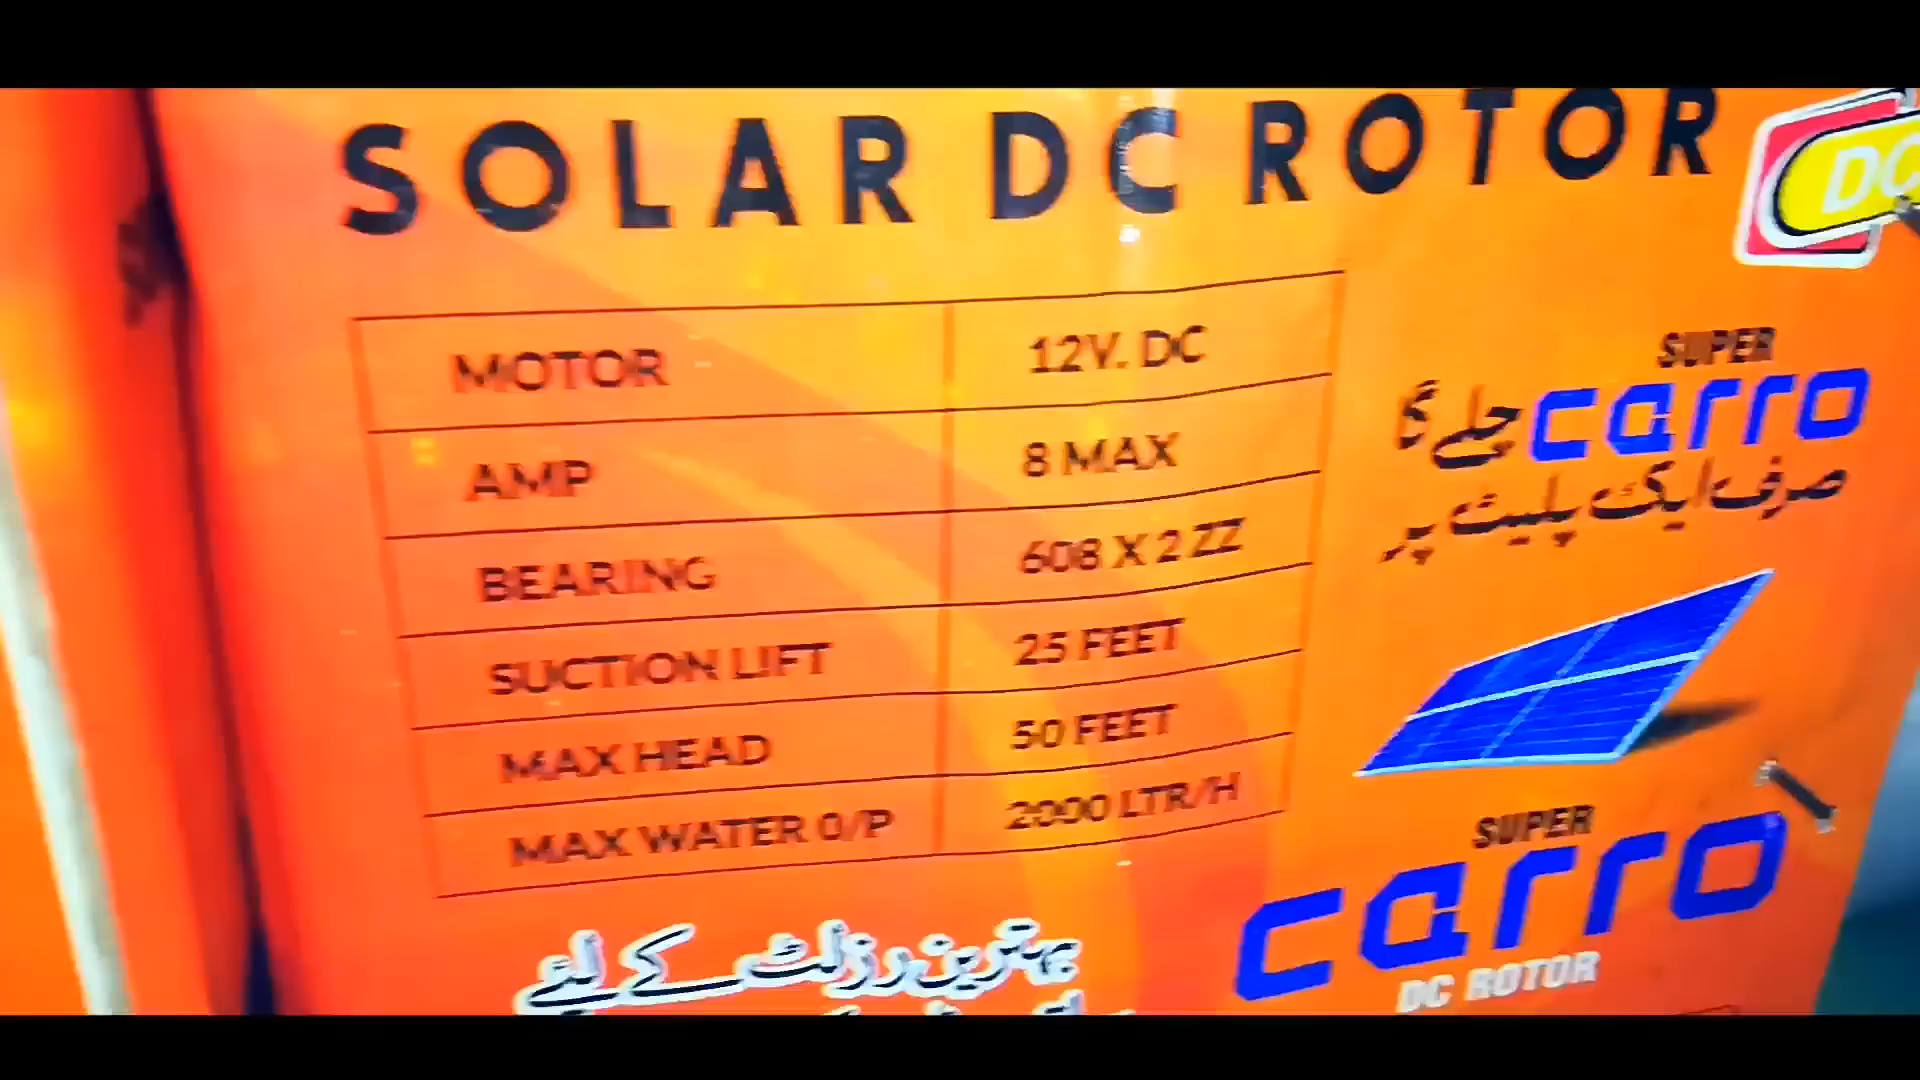 SOLAR DC ROTOR
DC
MOTOR 12V. DC
AMP 8 MAX
BEARING 608 X 2 ZZ
SUCTION LIFT 25 FEET
MAX HEAD 50 FEET
MAX WATER O/P 2000 LTR/H
SUPER
carro چلے گا
صرف ایک پلیٹ پر
SUPER
carro
DC ROTOR
بہترین رزلٹ کے لیئے